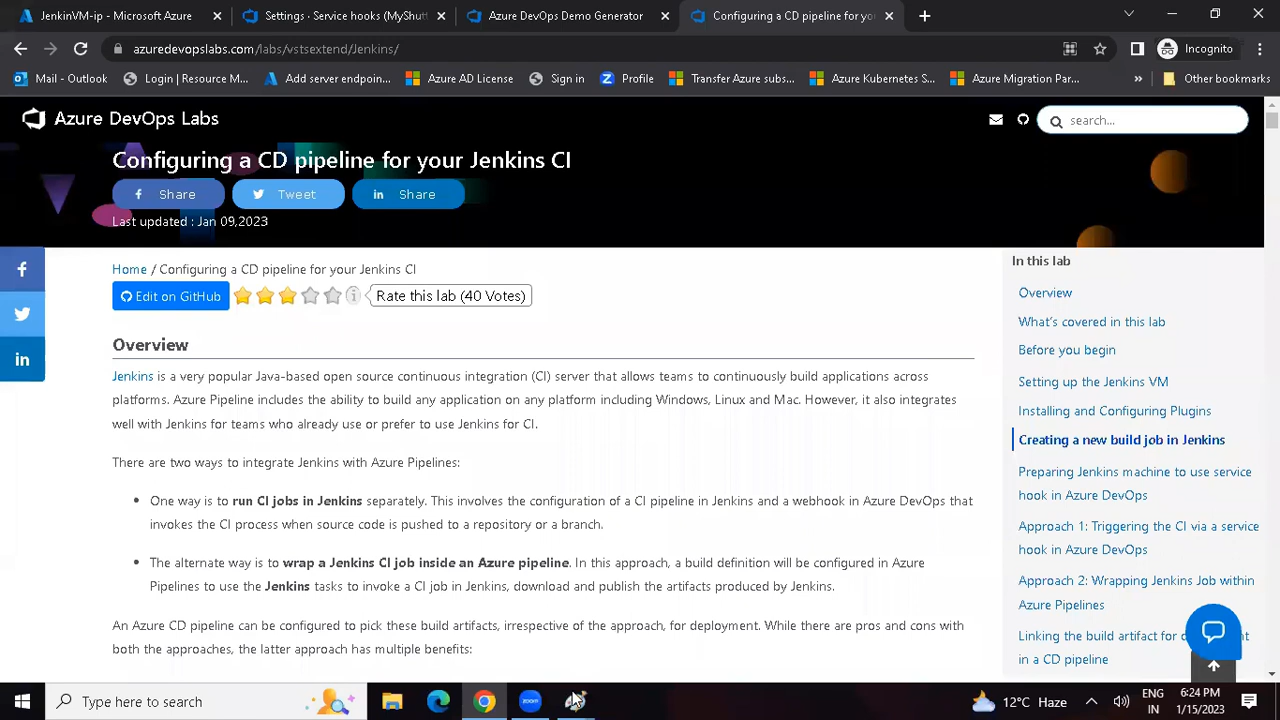 JenkinVM-ip - Microsoft Azure
Settings · Service hooks (MyShutt
Azure DevOps Demo Generator
Configuring a CD pipeline for you
azuredevopslabs.com/labs/vstsextend/Jenkins/
Incognito
Mail - Outlook
Login | Resource M...
Add server endpoin...
Azure AD License
Sign in
Profile
Transfer Azure subs...
Azure Kubernetes S...
Azure Migration Par...
»
Other bookmarks
Azure DevOps Labs
search...
Configuring a CD pipeline for your Jenkins CI
Share
Tweet
Share
Last updated : Jan 09,2023
Home / Configuring a CD pipeline for your Jenkins CI
Edit on GitHub
Rate this lab (40 Votes)
Overview
Jenkins is a very popular Java-based open source continuous integration (CI) server that allows teams to continuously build applications across
platforms. Azure Pipeline includes the ability to build any application on any platform including Windows, Linux and Mac. However, it also integrates
well with Jenkins for teams who already use or prefer to use Jenkins for CI.
There are two ways to integrate Jenkins with Azure Pipelines:
• One way is to run CI jobs in Jenkins separately. This involves the configuration of a CI pipeline in Jenkins and a webhook in Azure DevOps that
invokes the CI process when source code is pushed to a repository or a branch.
• The alternate way is to wrap a Jenkins CI job inside an Azure pipeline. In this approach, a build definition will be configured in Azure
Pipelines to use the Jenkins tasks to invoke a CI job in Jenkins, download and publish the artifacts produced by Jenkins.
An Azure CD pipeline can be configured to pick these build artifacts, irrespective of the approach, for deployment. While there are pros and cons with
both the approaches, the latter approach has multiple benefits:
In this lab
Overview
What's covered in this lab
Before you begin
Setting up the Jenkins VM
Installing and Configuring Plugins
Creating a new build job in Jenkins
Preparing Jenkins machine to use service
hook in Azure DevOps
Approach 1: Triggering the CI via a service
hook in Azure DevOps
Approach 2: Wrapping Jenkins Job within
Azure Pipelines
Linking the build artifact for
in a CD pipeline
Type here to search
12°C Haze
ENG
IN
6:24 PM
1/15/2023